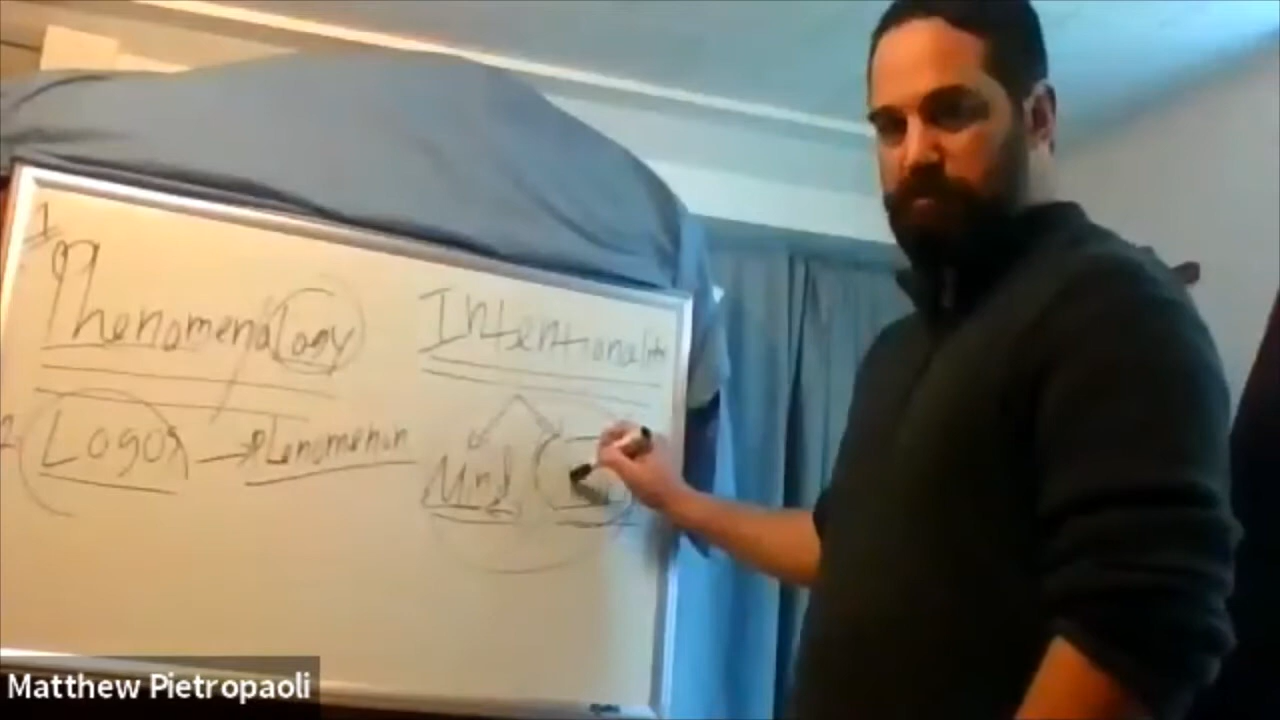 1
Phenomenology
Intentionality
2 Logos → Phenomenon
Mind
Matthew Pietropaoli